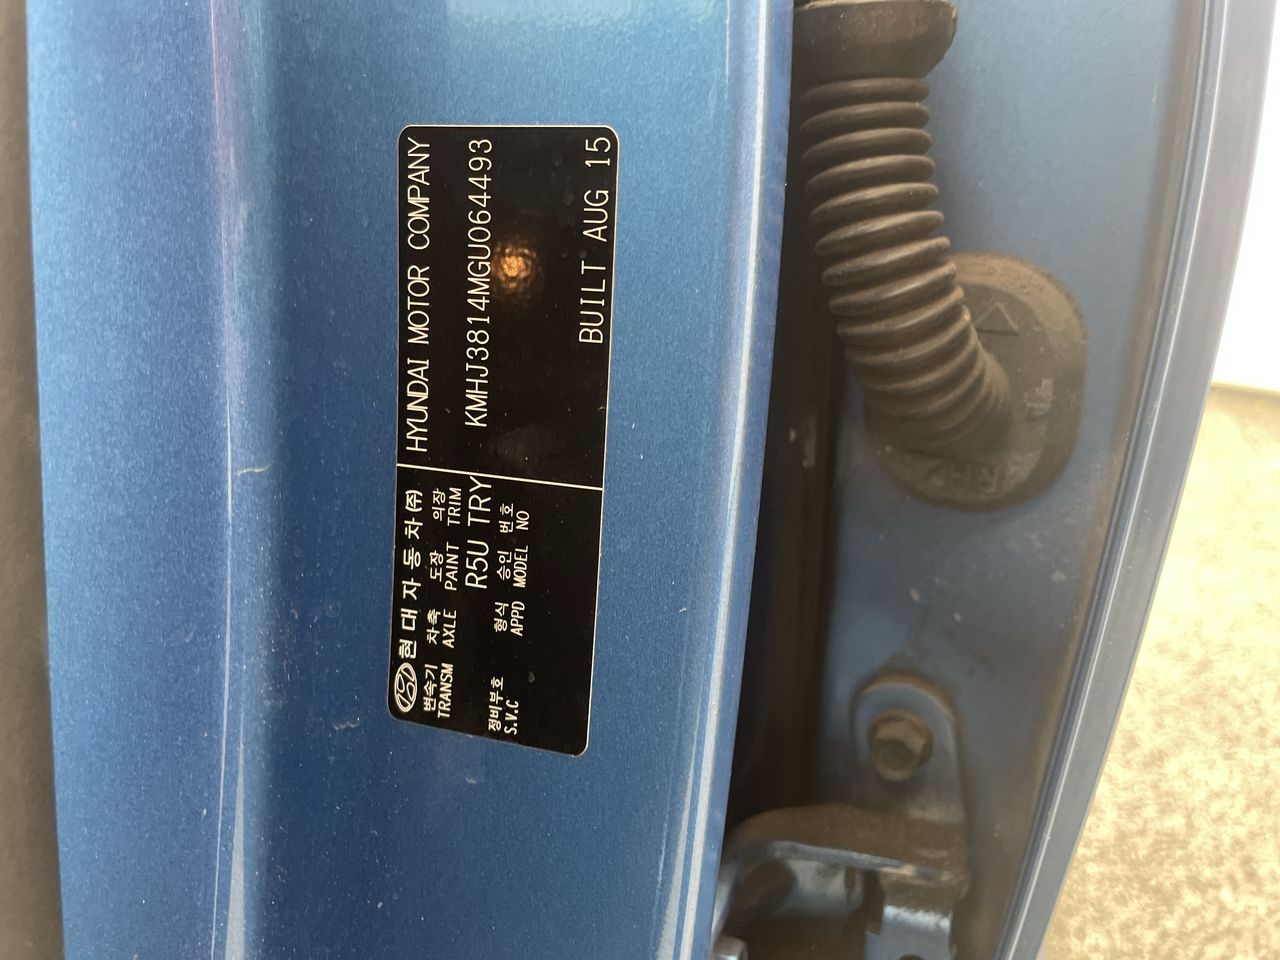 현대자동차(주)
HYUNDAI MOTOR COMPANY
변속기 차축 도장 의장
TRANSM AXLE PAINT TRIM
R5U TRY
KMHJ3814MGU064493
정비부호 형식 승인 번호
S.V.C APPD MODEL NO
BUILT AUG 15
RH